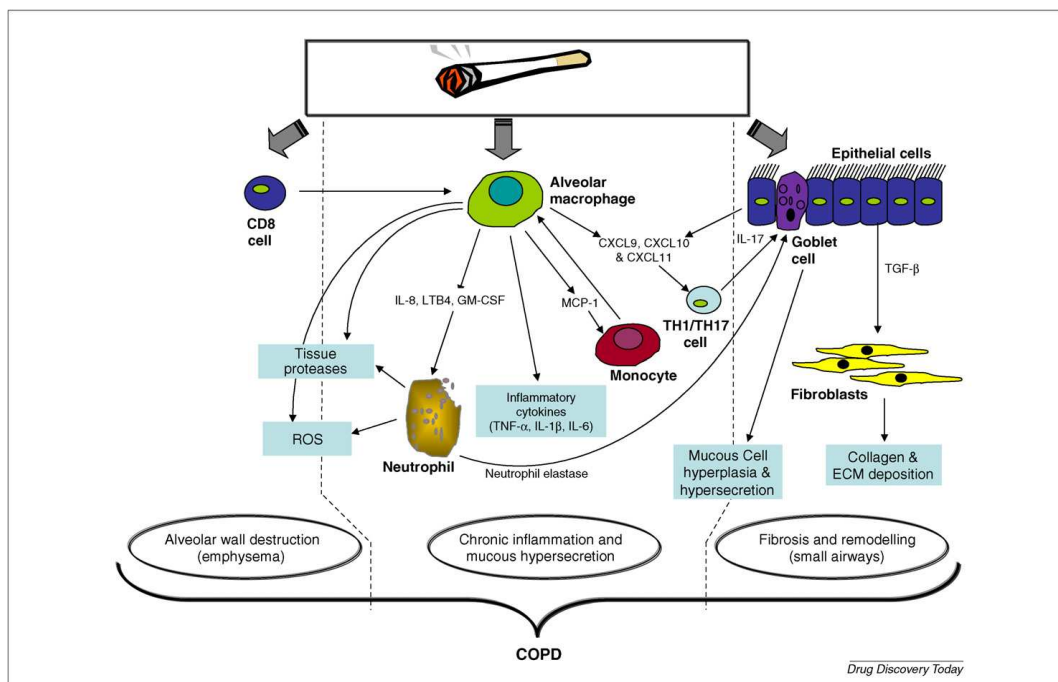 Epithelial cells
Alveolar
macrophage
CD8
cell
CXCL9, CXCL10
& CXCL11
IL-17
Goblet
cell
TGF-β
IL-8, LTB4, GM-CSF
MCP-1
TH1/TH17
cell
Tissue
proteases
Monocyte
Fibroblasts
Inflammatory
cytokines
(TNF-α, IL-1β, IL-6)
ROS
Neutrophil
Neutrophil elastase
Mucous Cell
hyperplasia &
hypersecretion
Collagen &
ECM deposition
Alveolar wall destruction
(emphysema)
Chronic inflammation and
mucous hypersecretion
Fibrosis and remodelling
(small airways)
COPD
Drug Discovery Today